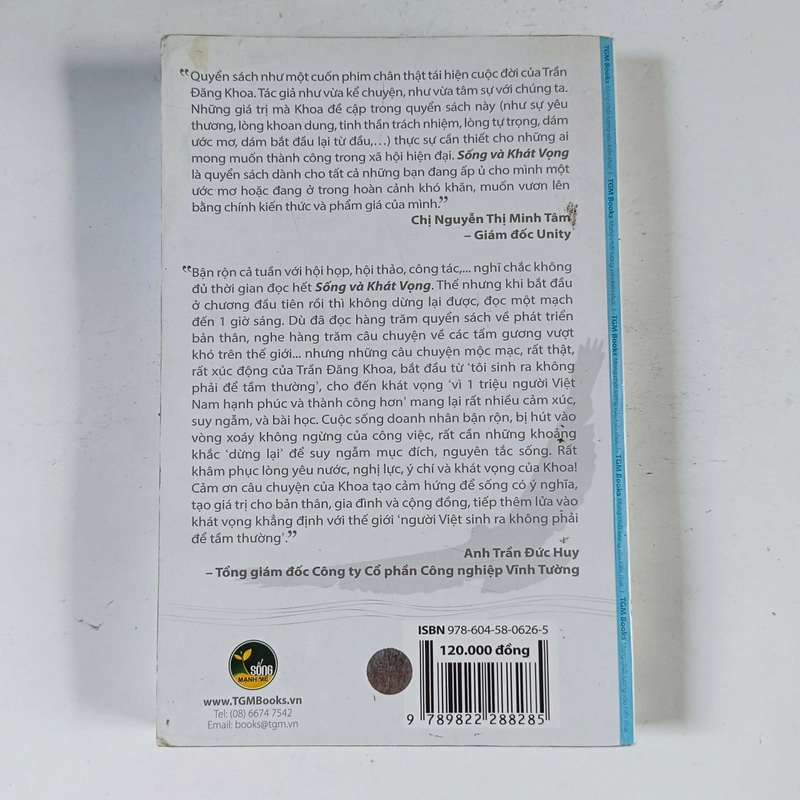 “Quyển sách như một cuốn phim chân thật tái hiện cuộc đời của Trần
Đăng Khoa. Tác giả như vừa kể chuyện, như vừa tâm sự với chúng ta.
Những giá trị mà Khoa đề cập trong quyển sách này (như sự yêu
thương, lòng khoan dung, tinh thần trách nhiệm, lòng tự trọng, dám
ước mơ, dám bắt đầu lại từ đầu,...) thực sự cần thiết cho những ai
mong muốn thành công trong xã hội hiện đại. Sống và Khát Vọng
là quyển sách dành cho tất cả những bạn đang ấp ủ cho mình một
ước mơ hoặc đang ở trong hoàn cảnh khó khăn, muốn vươn lên
bằng chính kiến thức và phẩm giá của mình.”
Chị Nguyễn Thị Minh Tâm
– Giám đốc Unity
“Bận rộn cả tuần với hội họp, hội thảo, công tác,... nghĩ chắc không
đủ thời gian đọc hết Sống và Khát Vọng. Thế nhưng khi bắt đầu
ở chương đầu tiên rồi thì không dừng lại được, đọc một mạch
đến 1 giờ sáng. Dù đã đọc hàng trăm quyển sách về phát triển
bản thân, nghe hàng trăm câu chuyện về các tấm gương vượt
khó trên thế giới... nhưng những câu chuyện mộc mạc, rất thật,
rất xúc động của Trần Đăng Khoa, bắt đầu từ ‘tôi sinh ra không
phải để tầm thường’, cho đến khát vọng ‘vì 1 triệu người Việt
Nam hạnh phúc và thành công hơn’ mang lại rất nhiều cảm xúc,
suy ngẫm, và bài học. Cuộc sống doanh nhân bận rộn, bị hút vào
vòng xoáy không ngừng của công việc, rất cần những khoảng
khắc ‘dừng lại’ để suy ngẫm mục đích, nguyên tắc sống. Rất
khâm phục lòng yêu nước, nghị lực, ý chí và khát vọng của Khoa!
Cảm ơn câu chuyện của Khoa tạo cảm hứng để sống có ý nghĩa,
tạo giá trị cho bản thân, gia đình và cộng đồng, tiếp thêm lửa vào
khát vọng khẳng định với thế giới ‘người Việt sinh ra không phải
để tầm thường’.”
Anh Trần Đức Huy
– Tổng giám đốc Công ty Cổ phần Công nghiệp Vĩnh Tường
SỐNG
MẠNH MẼ
www.TGMBooks.vn
Tel: (08) 6674 7542
Email: books@tgm.vn
ISBN 978-604-58-0626-5
120.000 đồng
9 789822 288285
TGM Books
TGM Books
TGM Books
TGM Books
TGM Books